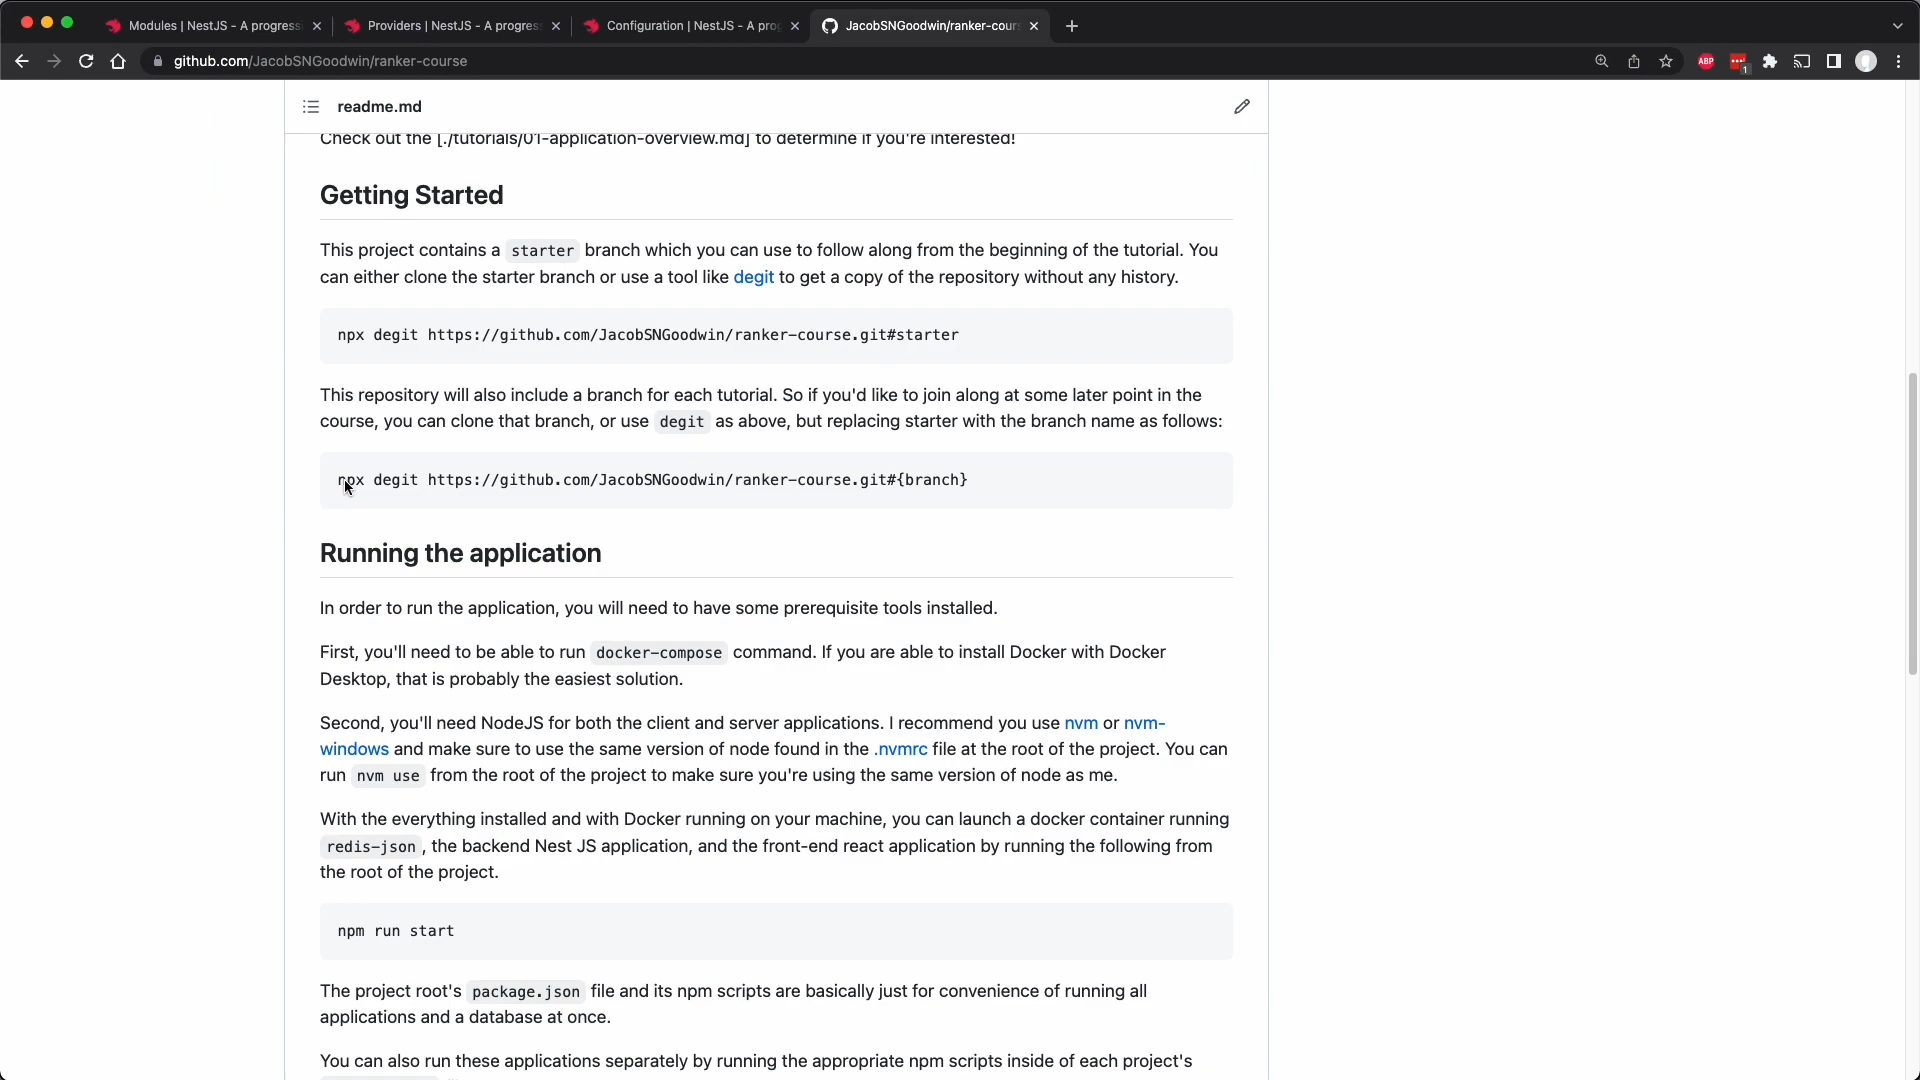 Modules | NestJS - A progressi
Providers | NestJS - A progress
Configuration | NestJS - A prog
JacobSNGoodwin/ranker-cours
github.com/JacobSNGoodwin/ranker-course
ABP
1
readme.md
Check out the [./tutorials/01-application-overview.md] to determine if you're interested!
Getting Started
This project contains a starter branch which you can use to follow along from the beginning of the tutorial. You
can either clone the starter branch or use a tool like degit to get a copy of the repository without any history.
npx degit https://github.com/JacobSNGoodwin/ranker-course.git#starter
This repository will also include a branch for each tutorial. So if you'd like to join along at some later point in the
course, you can clone that branch, or use degit as above, but replacing starter with the branch name as follows:
npx degit https://github.com/JacobSNGoodwin/ranker-course.git#{branch}
Running the application
In order to run the application, you will need to have some prerequisite tools installed.
First, you'll need to be able to run docker-compose command. If you are able to install Docker with Docker
Desktop, that is probably the easiest solution.
Second, you'll need NodeJS for both the client and server applications. I recommend you use nvm or nvm-
windows and make sure to use the same version of node found in the .nvmrc file at the root of the project. You can
run nvm use from the root of the project to make sure you're using the same version of node as me.
With the everything installed and with Docker running on your machine, you can launch a docker container running
redis-json, the backend Nest JS application, and the front-end react application by running the following from
the root of the project.
npm run start
The project root's package.json file and its npm scripts are basically just for convenience of running all
applications and a database at once.
You can also run these applications separately by running the appropriate npm scripts inside of each project's